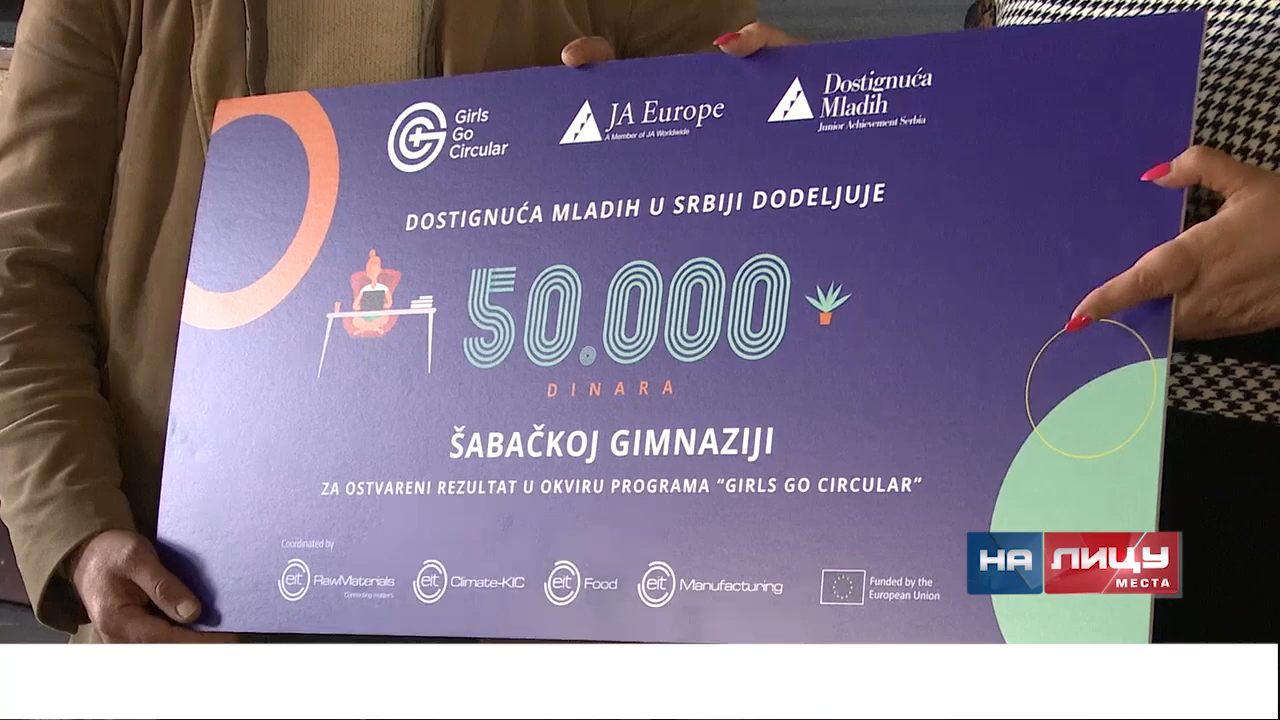 Girls
Go
Circular
JA Europe
A Member of JA Worldwide
Dostignuća
Mladih
Junior Achievement Serbia
DOSTIGNUĆA MLADIH U SRBIJI DODELJUJE
50.000
DINARA
ŠABAČKOJ GIMNAZIJI
ZA OSTVARENI REZULTAT U OKVIRU PROGRAMA “GIRLS GO CIRCULAR”
Coordinated by
eit RawMaterials
Connecting matters
eit Climate-KIC
eit Food
eit Manufacturing
Funded by the
European Union
НА ЛИЦУ
МЕСТА